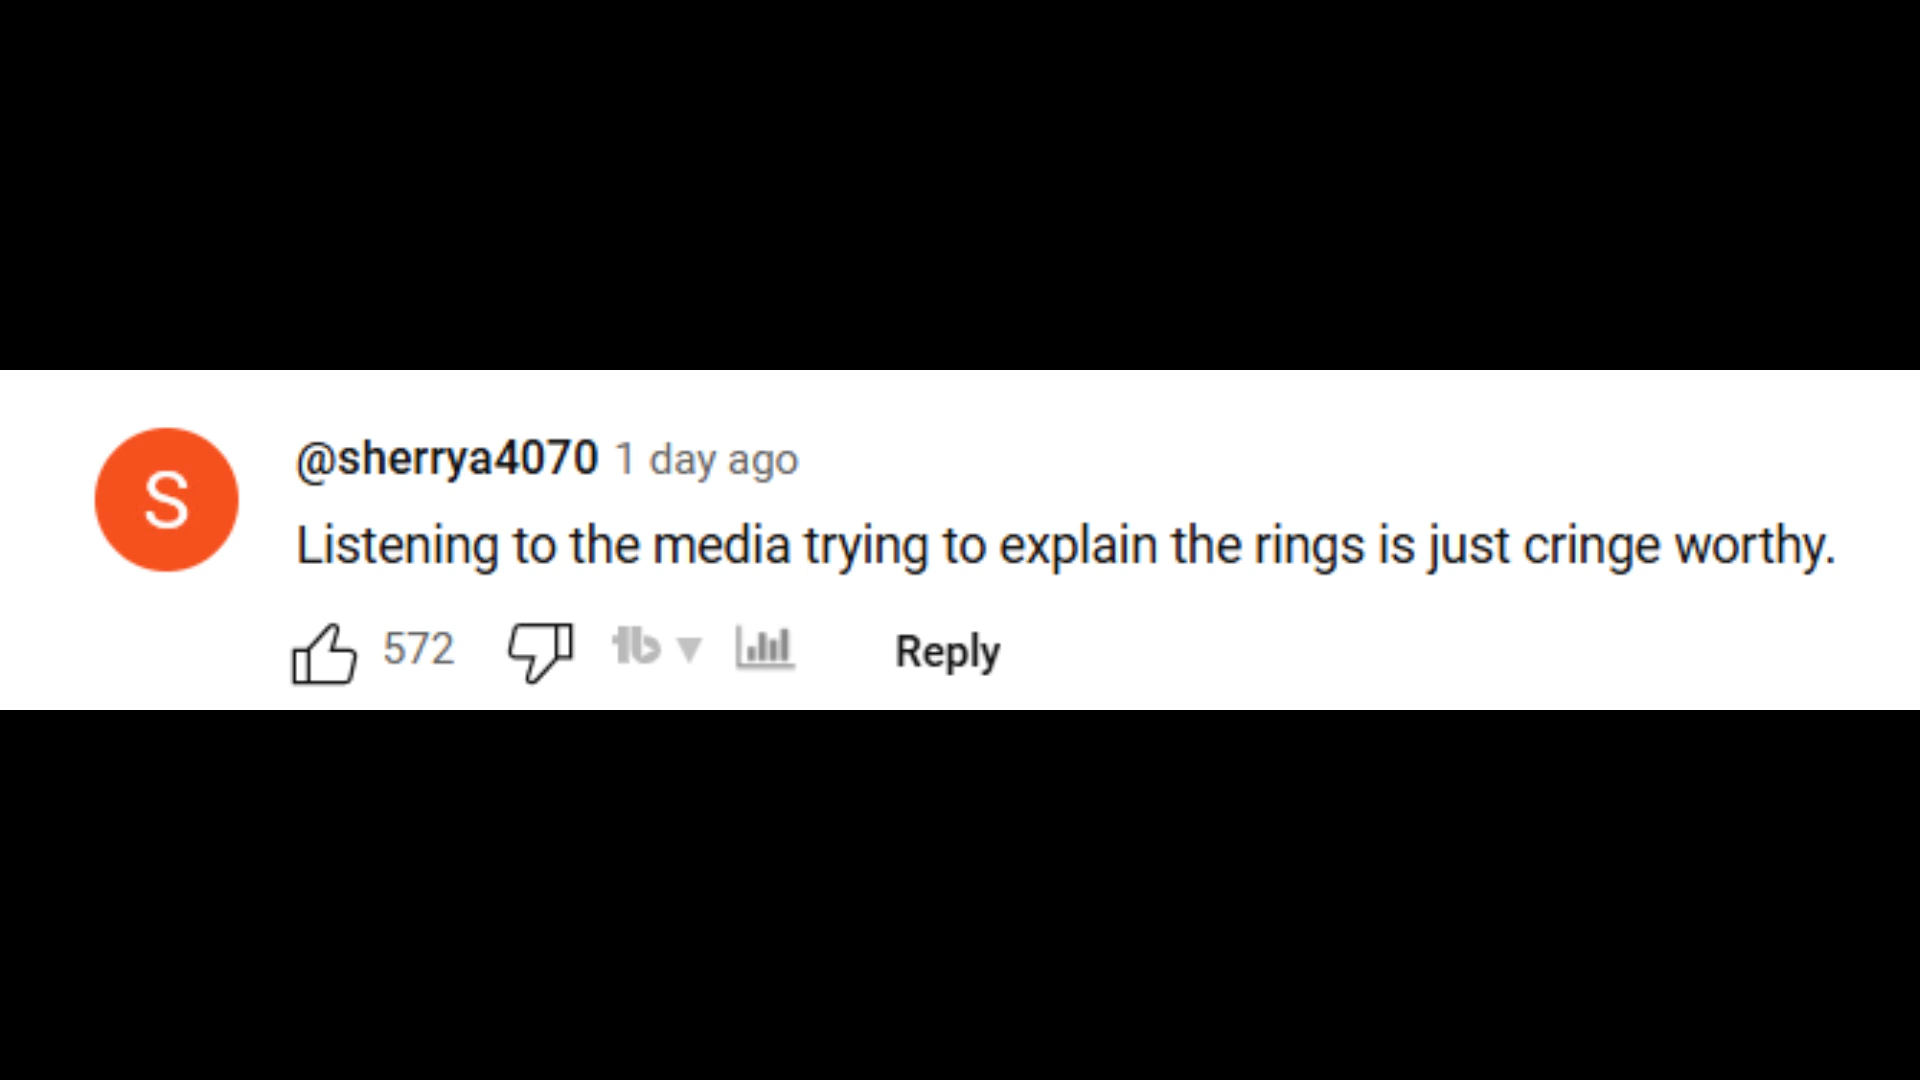 S
@sherrya4070 1 day ago
Listening to the media trying to explain the rings is just cringe worthy.
572 tb Reply